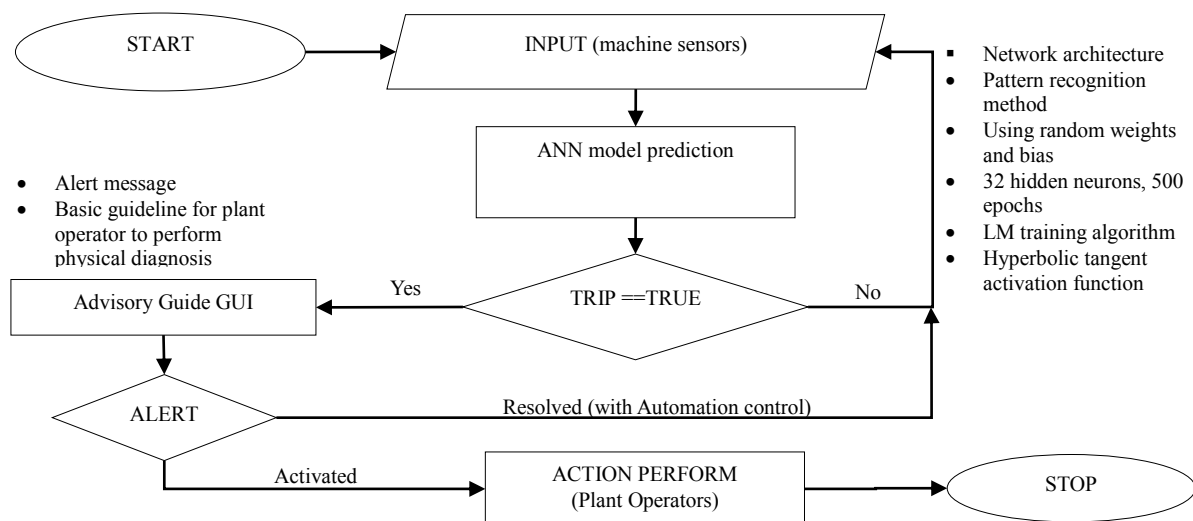 START
INPUT (machine sensors)
▪ Network architecture
• Pattern recognition
method
• Using random weights
and bias
• 32 hidden neurons, 500
epochs
• LM training algorithm
• Hyperbolic tangent
activation function
ANN model prediction
• Alert message
• Basic guideline for plant
operator to perform
physical diagnosis
Advisory Guide GUI
Yes
TRIP ==TRUE
No
ALERT
Resolved (with Automation control)
Activated
ACTION PERFORM
(Plant Operators)
STOP